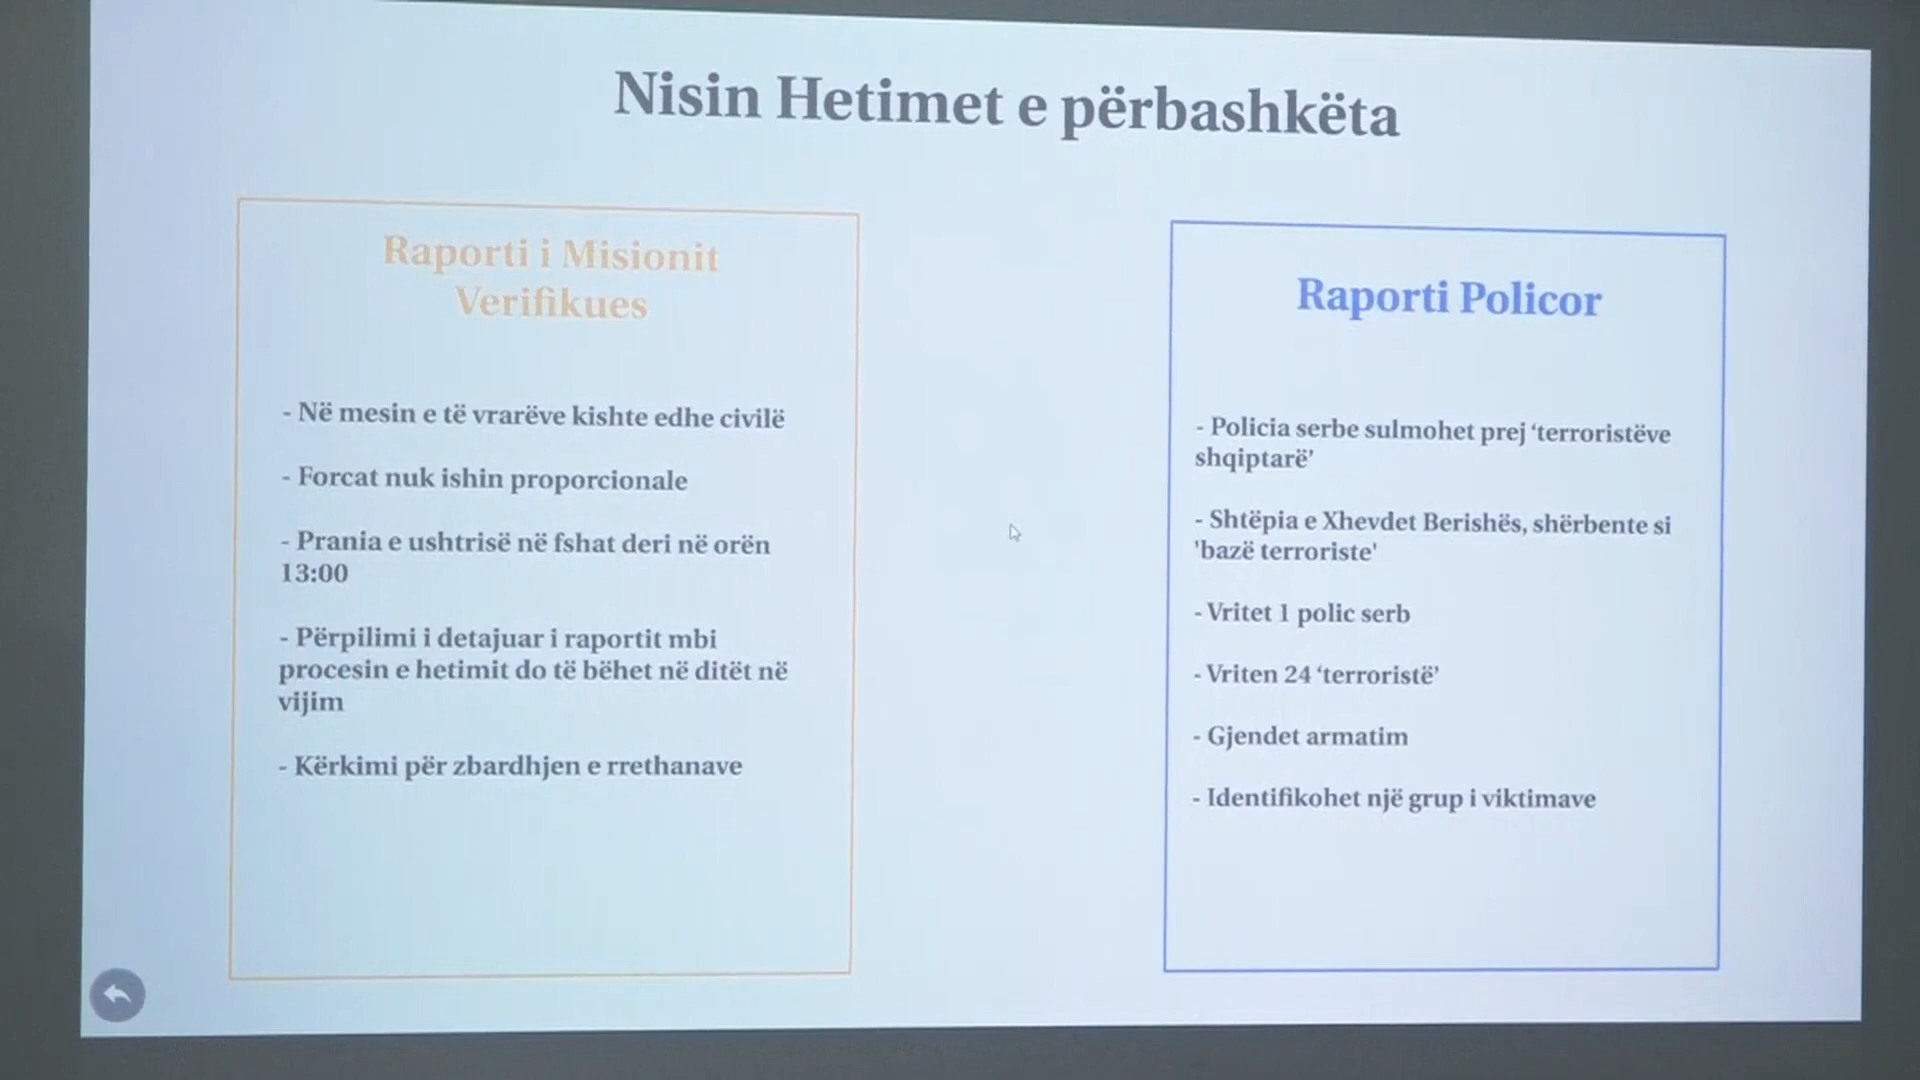 Nisin Hetimet e përbashkëta
Raporti i Misionit
Verifikues
- Në mesin e të vrarëve kishte edhe civilë
- Forcat nuk ishin proporcionale
- Prania e ushtrisë në fshat deri në orën
13:00
- Përpilimi i detajuar i raportit mbi
procesin e hetimit do të bëhet në ditët në
vijim
- Kërkimi për zbardhjen e rrethanave
Raporti Policor
- Policia serbe sulmohet prej ‘terroristëve
shqiptarë’
- Shtëpia e Xhevdet Berishës, shërbente si
'bazë terroriste'
- Vritet 1 polic serb
- Vriten 24 ‘terroristë’
- Gjendet armatim
- Identifikohet një grup i viktimave